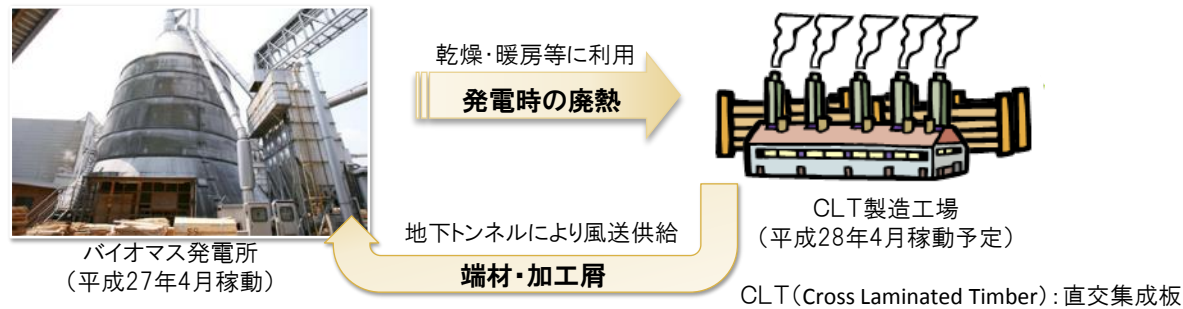 乾燥・暖房等に利用
発電時の廃熱
地下トンネルにより風送供給
端材・加工屑
バイオマス発電所
（平成27年4月稼動）
CLT製造工場
（平成28年4月稼動予定）
CLT（Cross Laminated Timber）：直交集成板